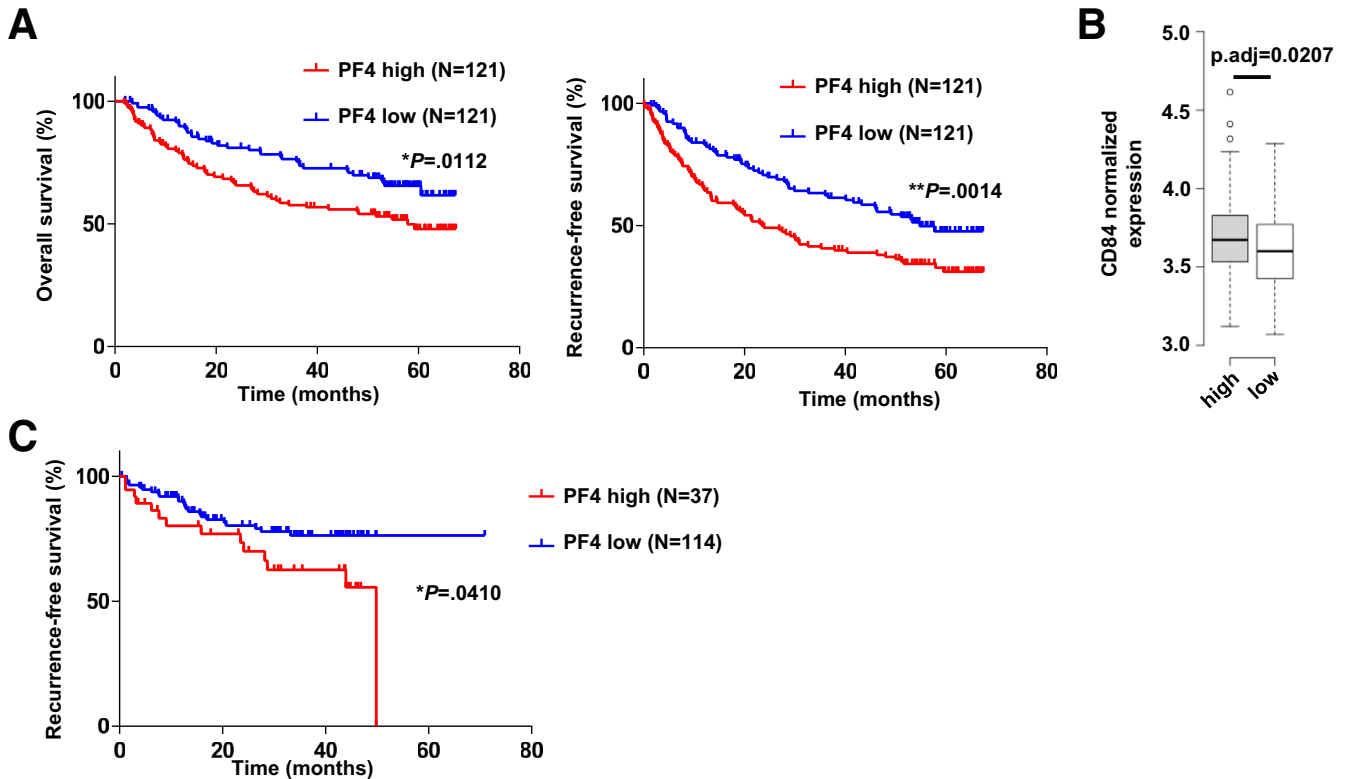 A
Overall survival (%)
100
50
0
0 20 40 60 80
Time (months)
PF4 high (N=121)
PF4 low (N=121)
*P=.0112
Recurrence-free survival (%)
100
50
0
0 20 40 60 80
Time (months)
PF4 high (N=121)
PF4 low (N=121)
**P=.0014
B
CD84 normalized
expression
5.0
4.5
4.0
3.5
3.0
p.adj=0.0207
high
low
C
Recurrence-free survival (%)
100
50
0
0 20 40 60 80
Time (months)
PF4 high (N=37)
PF4 low (N=114)
*P=.0410